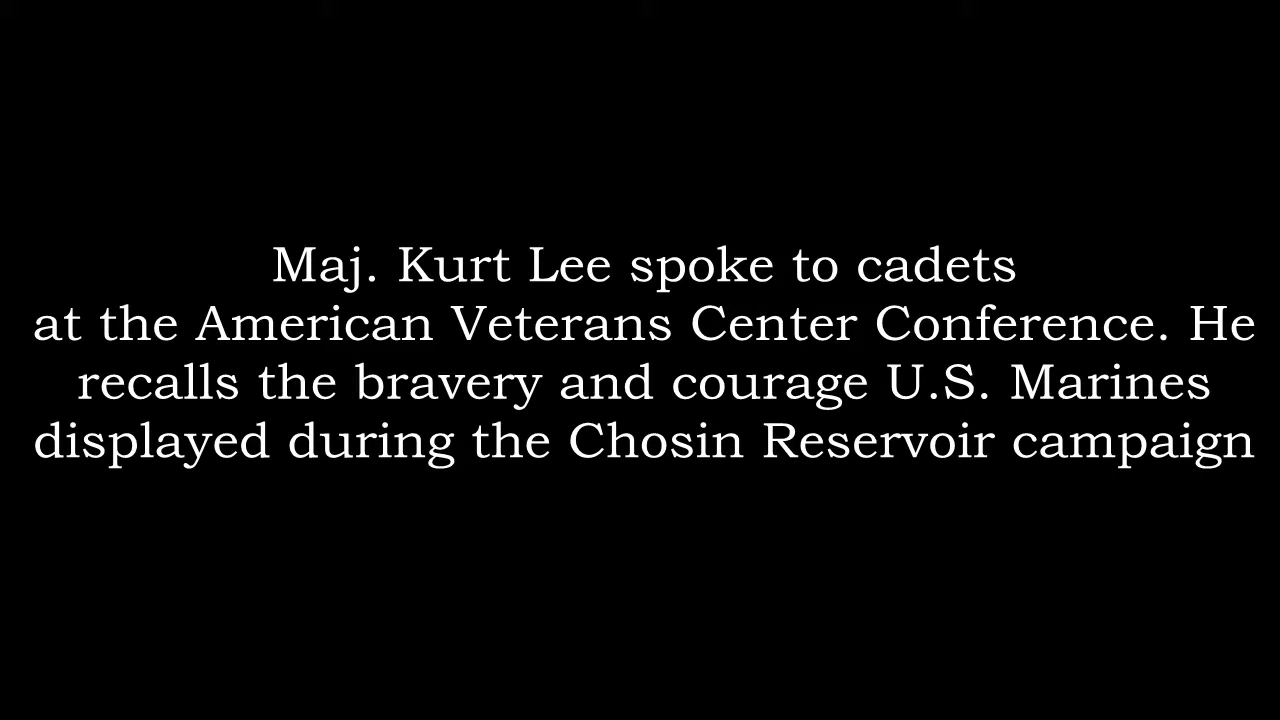 Maj. Kurt Lee spoke to cadets
at the American Veterans Center Conference. He
recalls the bravery and courage U.S. Marines
displayed during the Chosin Reservoir campaign